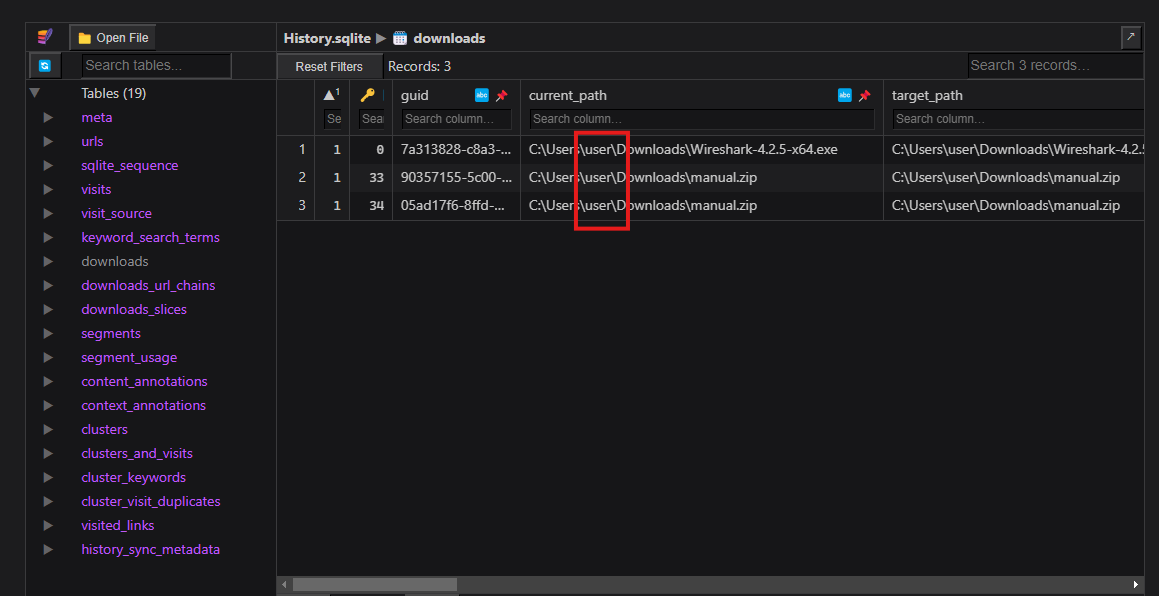 Open File
History.sqlite ▶ downloads
Search tables...
Reset Filters Records: 3 Search 3 records...
Tables (19)
meta
urls
sqlite_sequence
visits
visit_source
keyword_search_terms
downloads
downloads_url_chains
downloads_slices
segments
segment_usage
content_annotations
context_annotations
clusters
clusters_and_visits
cluster_keywords
cluster_visit_duplicates
visited_links
history_sync_metadata
▲1 guid abc current_path abc target_path
Se Sea Search column... Search column... Search column...
1 1 0 7a313828-c8a3-... C:\Users\user\Downloads\Wireshark-4.2.5-x64.exe C:\Users\user\Downloads\Wireshark-4.2.5
2 1 33 90357155-5c00-... C:\Users\user\Downloads\manual.zip C:\Users\user\Downloads\manual.zip
3 1 34 05ad17f6-8ffd-... C:\Users\user\Downloads\manual.zip C:\Users\user\Downloads\manual.zip